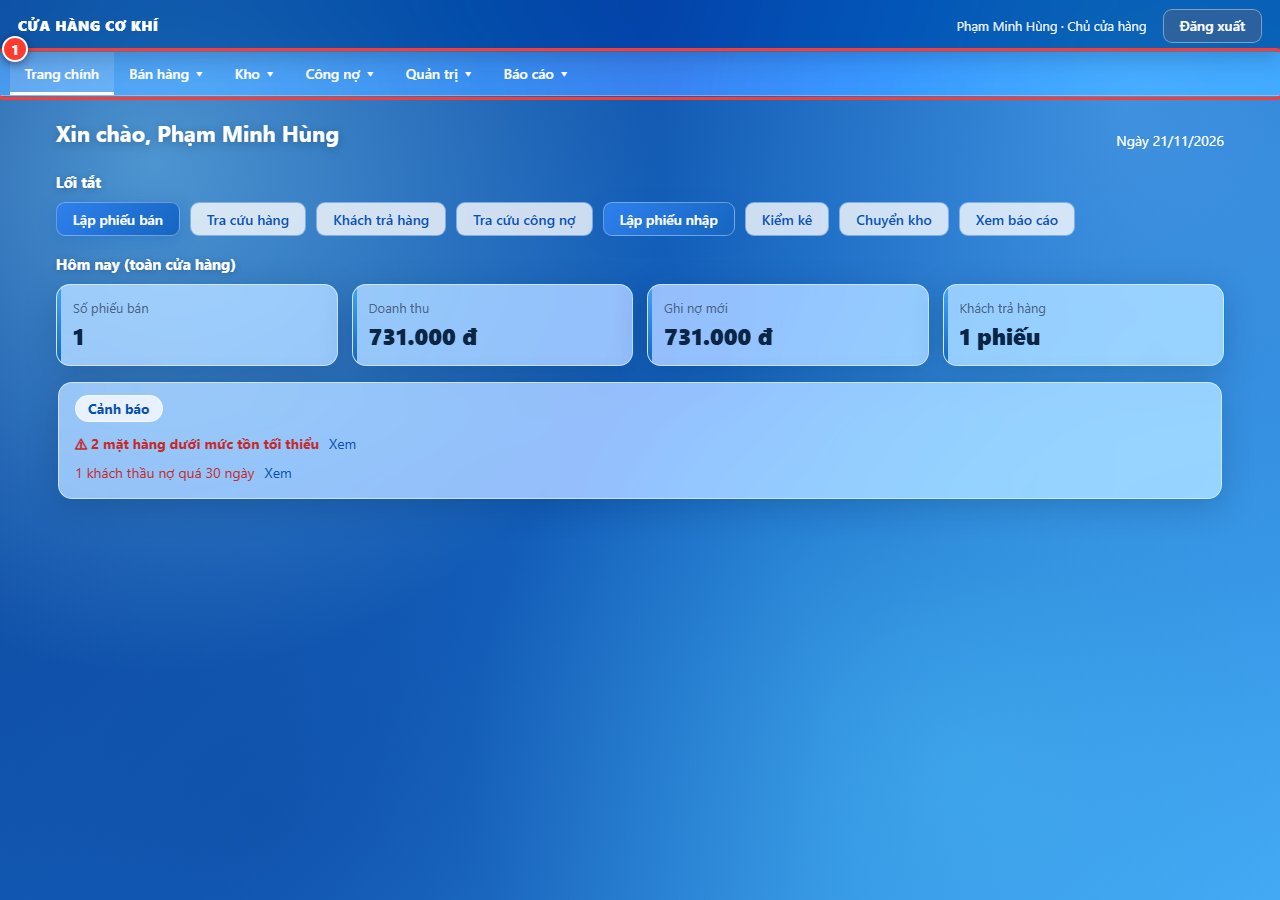 CỬA HÀNG CƠ KHÍ
Phạm Minh Hùng · Chủ cửa hàng
Đăng xuất
1
Trang chính Bán hàng ▼ Kho ▼ Công nợ ▼ Quản trị ▼ Báo cáo ▼
Xin chào, Phạm Minh Hùng
Ngày 21/11/2026
Lối tắt
Lập phiếu bán Tra cứu hàng Khách trả hàng Tra cứu công nợ Lập phiếu nhập Kiểm kê Chuyển kho Xem báo cáo
Hôm nay (toàn cửa hàng)
Số phiếu bán
1
Doanh thu
731.000 đ
Ghi nợ mới
731.000 đ
Khách trả hàng
1 phiếu
Cảnh báo
⚠ 2 mặt hàng dưới mức tồn tối thiểu Xem
1 khách thầu nợ quá 30 ngày Xem